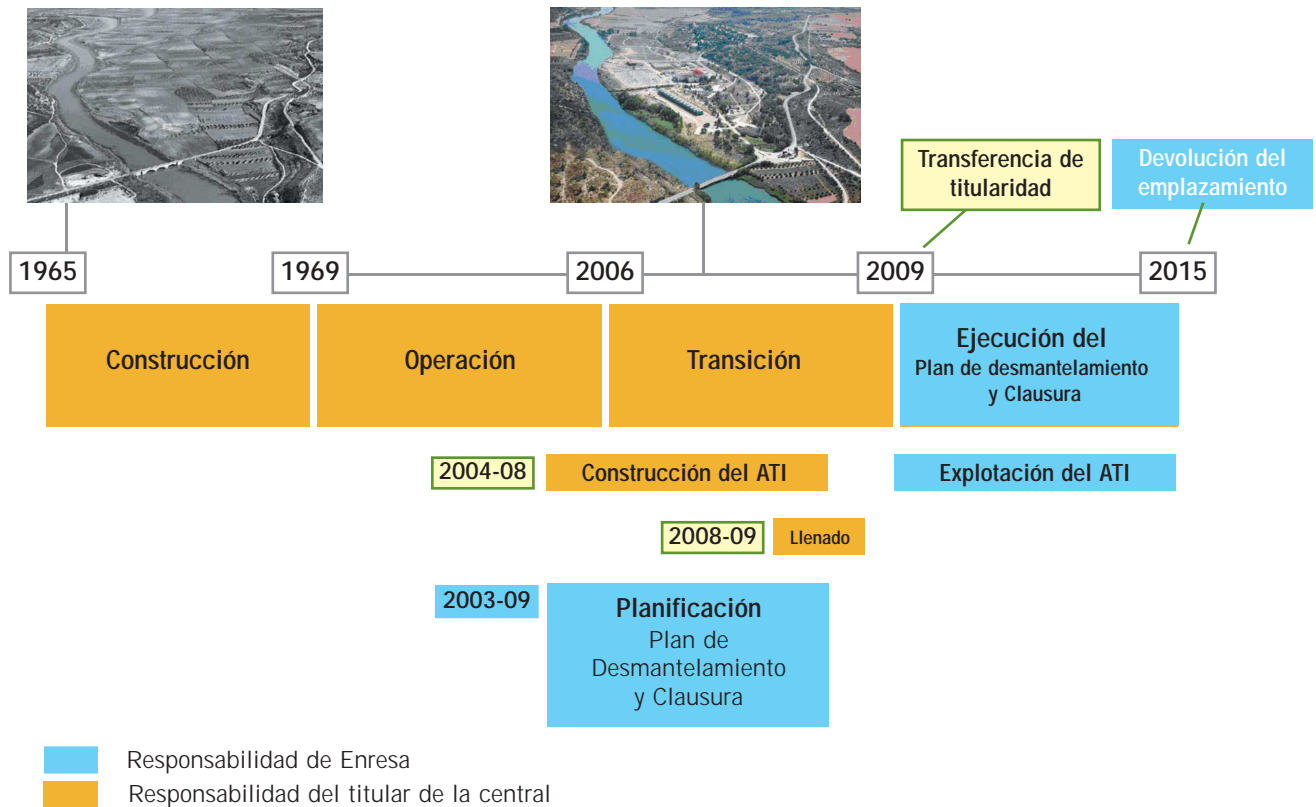 Transferencia de
titularidad
Devolución del
emplazamiento
1965
1969
2006
2009
2015
Construcción
Operación
Transición
Ejecución del
Plan de desmantelamiento
y Clausura
2004-08
Construcción del ATI
Explotación del ATI
2008-09
Llenado
2003-09
Planificación
Plan de
Desmantelamiento
y Clausura
Responsabilidad de Enresa
Responsabilidad del titular de la central